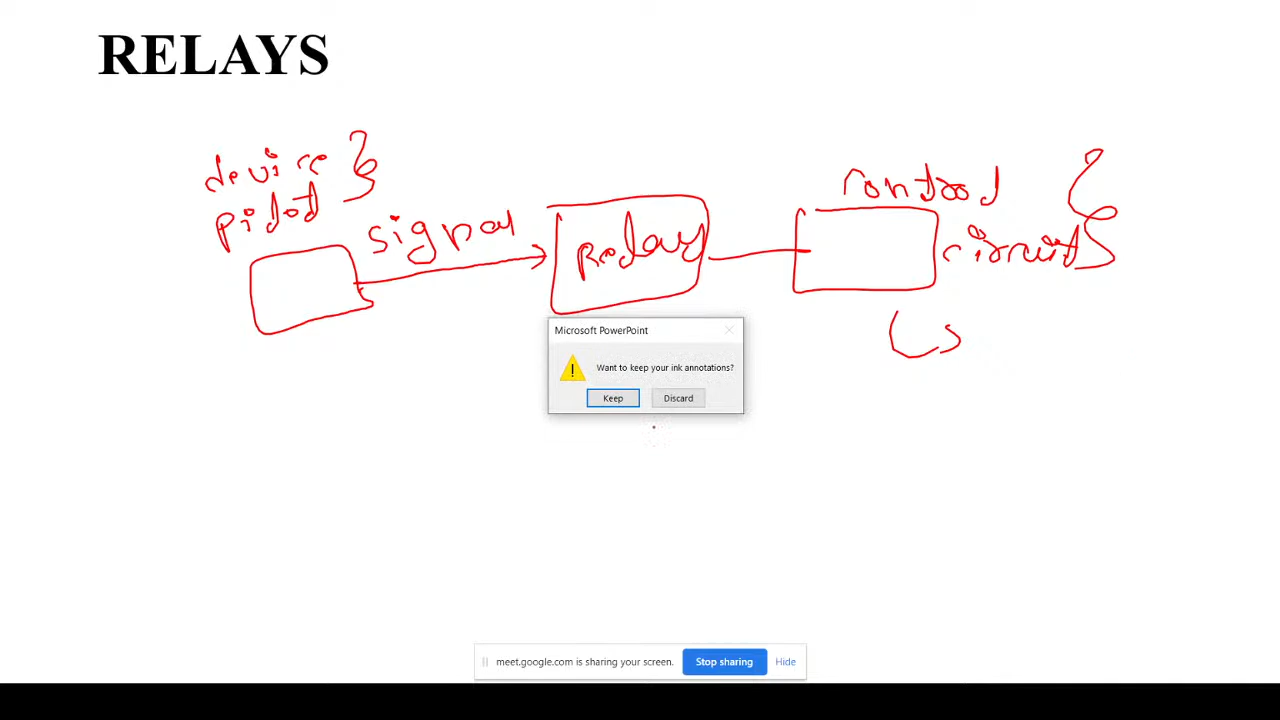 RELAYS
device
pilot
signal
Relay
control
circuit
Microsoft PowerPoint
Want to keep your ink annotations?
Keep Discard
meet.google.com is sharing your screen. Stop sharing Hide